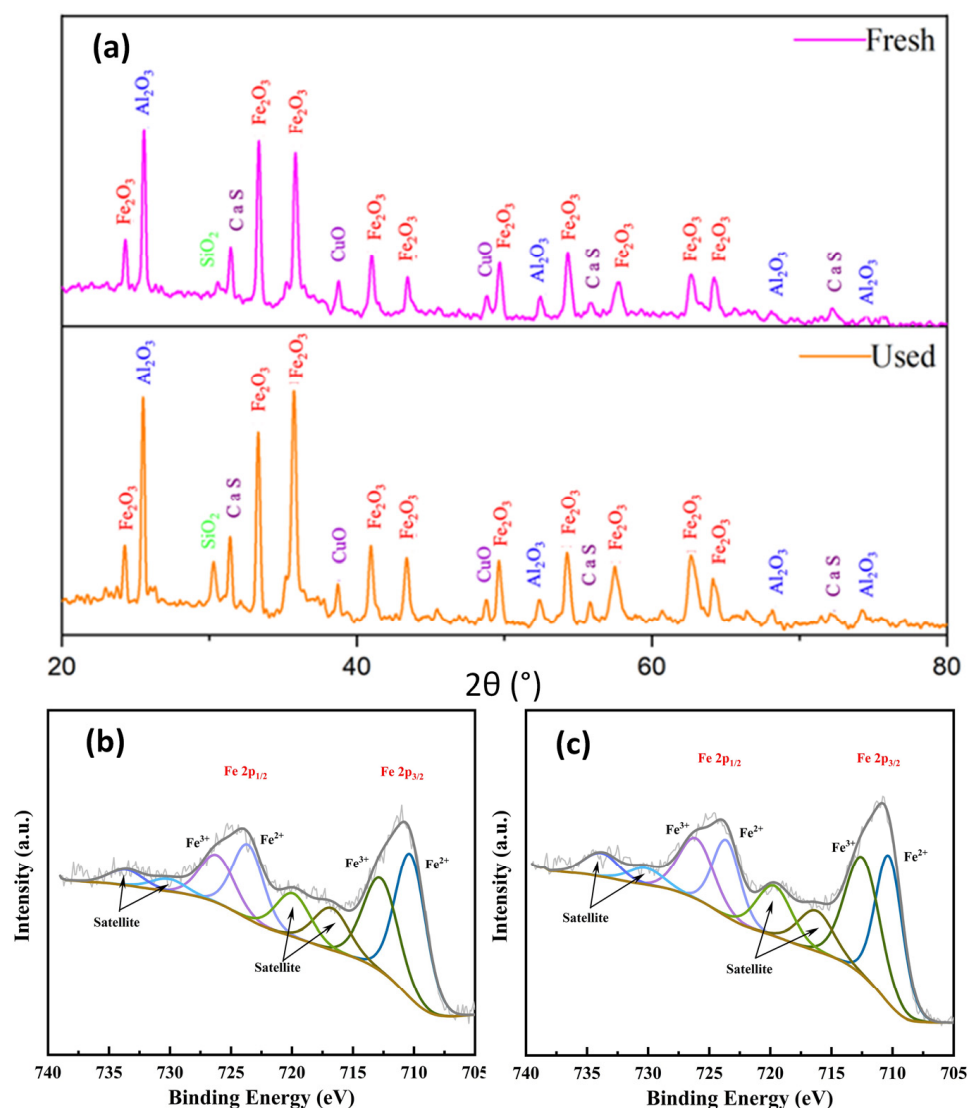 (a)
Fresh
Fe₂O₃
Al₂O₃
SiO₂
Ca S
Fe₂O₃
Fe₂O₃
CuO
Fe₂O₃
Fe₂O₃
CuO
Fe₂O₃
Al₂O₃
Fe₂O₃
Ca S
Fe₂O₃
Fe₂O₃
Fe₂O₃
Al₂O₃
Ca S
Al₂O₃
Used
Fe₂O₃
Al₂O₃
SiO₂
Ca S
Fe₂O₃
Fe₂O₃
CuO
Fe₂O₃
Fe₂O₃
CuO
Fe₂O₃
Al₂O₃
Fe₂O₃
Ca S
Fe₂O₃
Fe₂O₃
Fe₂O₃
Al₂O₃
Ca S
Al₂O₃
20 40 60 80
2θ (°)
(b)
Fe 2p₁/₂
Fe 2p₃/₂
Fe³⁺
Fe²⁺
Fe³⁺
Fe²⁺
Satellite
Satellite
Intensity (a.u.)
740 735 730 725 720 715 710 705
Binding Energy (eV)
(c)
Fe 2p₁/₂
Fe 2p₃/₂
Fe³⁺
Fe²⁺
Fe³⁺
Fe²⁺
Satellite
Satellite
Intensity (a.u.)
740 735 730 725 720 715 710 705
Binding Energy (eV)